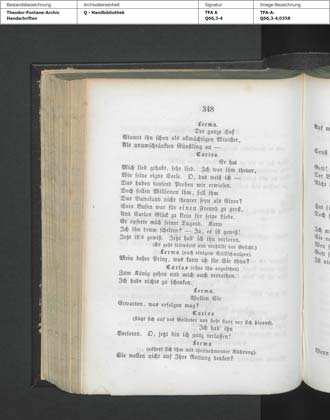 Bestandsbezeichnung
Archivalieneinheit
Signatur
Image-Bezeichnung
Theodor-Fontane-Archiv
Handschriften
Q - Handbibliothek
TFA A
Q66,3-4
TFA-A-
Q66,3-4,0358
348
Lerma.
Der ganze Hof
Staunt ihn schon als allmächtigen Minister,
Als unumschränkten Günstling an —
Carlos.
Er hat
Mich lieb gehabt, sehr lieb. Ich war ihm theuer,
Wie seine eigne Seele. O, das weiß ich —
Das haben tausend Proben mir erwiesen.
Doch sollen Millionen ihm, soll ihm
Das Vaterland nicht theurer seyn als Einer?
Sein Busen war für einen Freund zu groß,
Und Carlos Glück zu klein für seine Liebe.
Er opferte mich seiner Tugend. Kann
Ich ihn drum schelten? — Ja, es ist gewiß!
Jetzt ist's gewiß. Jetzt hab' ich ihn verloren.
(Er geht seitwärts und verhüllt das Gesicht.)
Lerma (nach einigem Stillschweigen).
Mein bester Prinz, was kann ich für Sie thun?
Carlos (ohne ihn anzusehen).
Zum König gehen und mich auch verrathen.
Ich habe nichts zu schenken.
Lerma.
Wollen Sie
Erwarten, was erfolgen mag?
Carlos
(stützt sich auf das Geländer und sieht starr vor sich hinaus).
Ich hab' ihn
Verloren. O, jetzt bin ich ganz verlassen!
Lerma
(nähert sich ihm mit theilnehmender Rührung).
Sie wollen nicht auf Ihre Rettung denken?